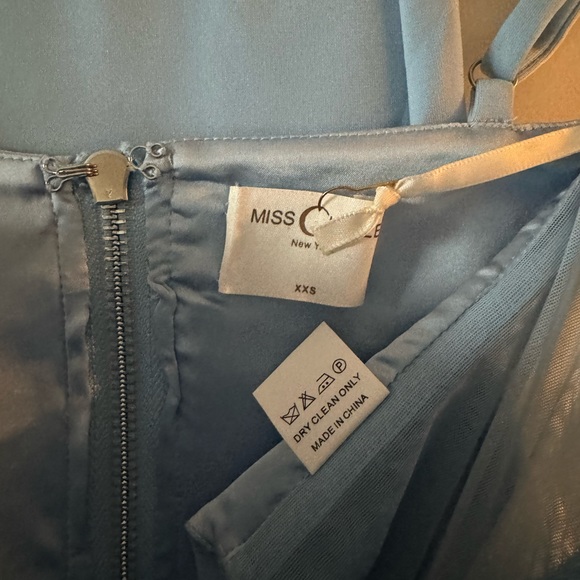 MISS
New
XXS
P
DRY CLEAN ONLY
MADE IN CHINA